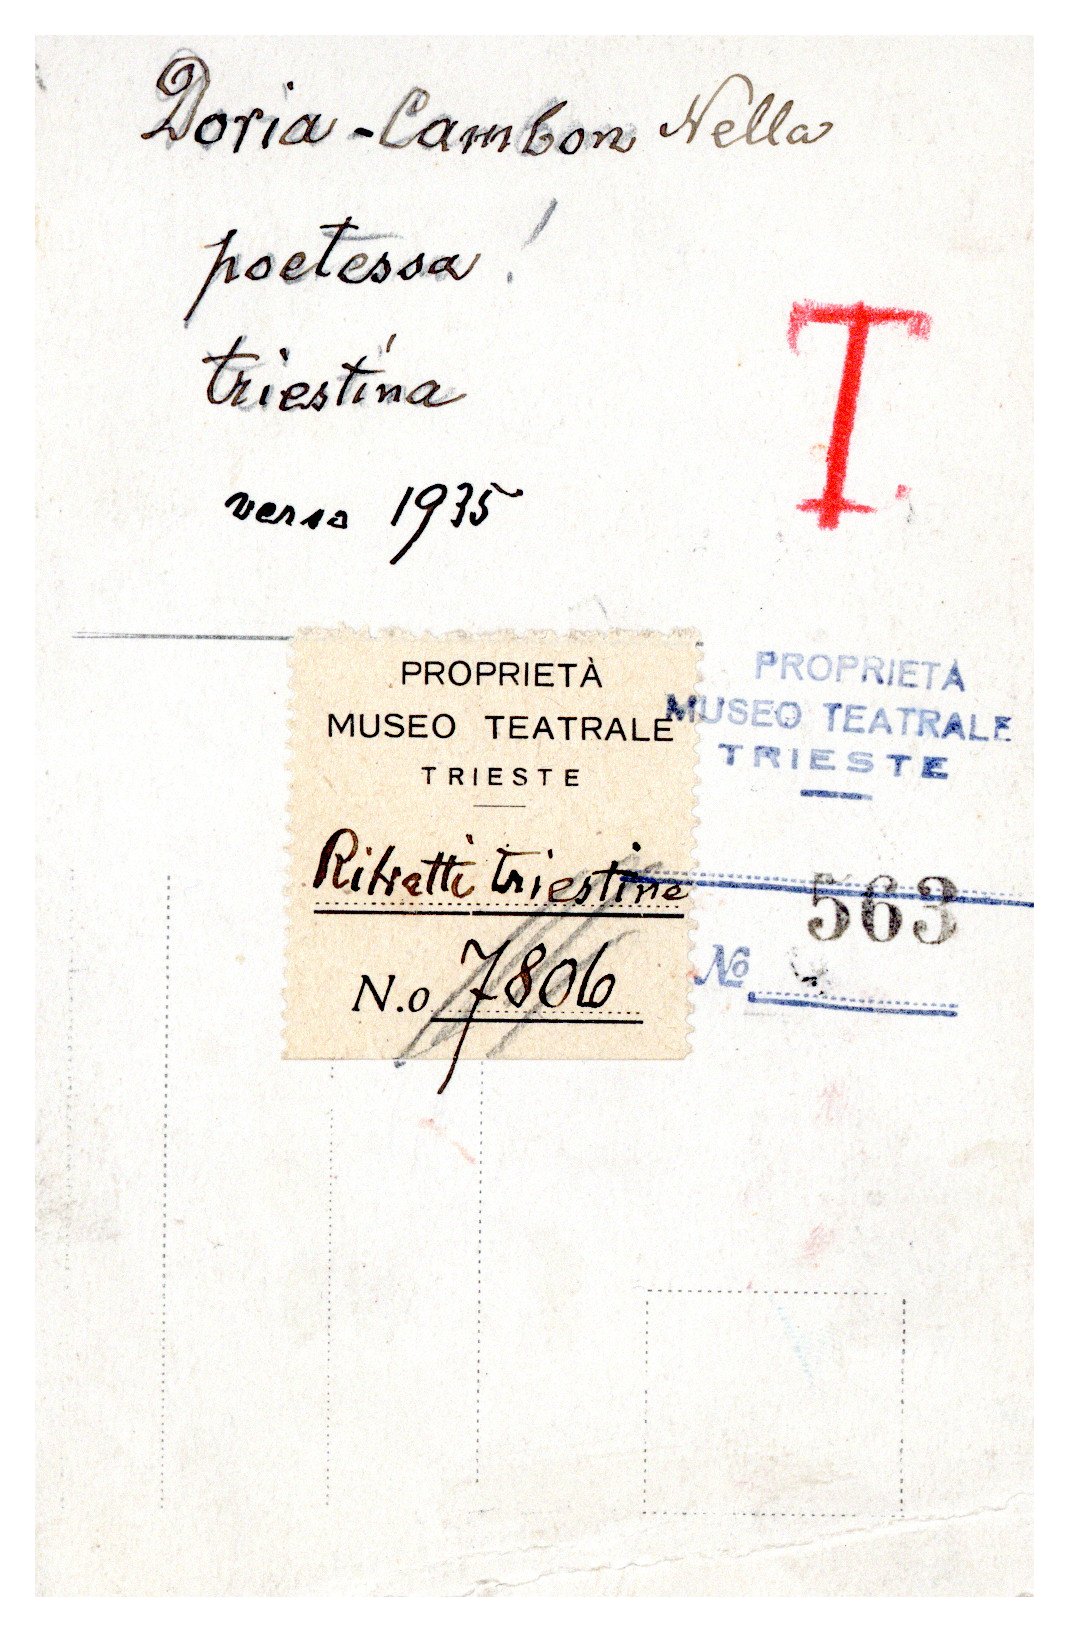 Doria-Cambon Nella
poetessa!
triestina
verso 1935
T.
PROPRIETÀ
MUSEO TEATRALE
TRIESTE
Ritratti triestine
N.o 7806
PROPRIETÀ
MUSEO TEATRALE
TRIESTE
563
No